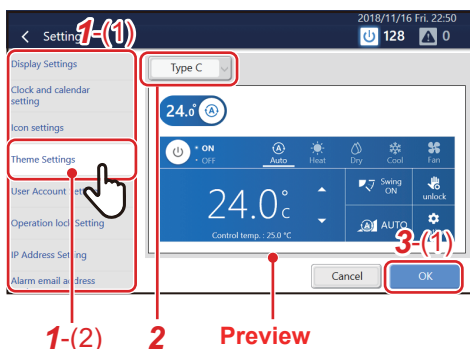 2018/11/16 Fri. 22:50
Setting 1-(1)
128 0
Display Settings
Type C
Clock and calendar
setting
24.0°
Icon settings
ON
OFF
Auto Heat Dry Cool Fan
Theme Settings
Swing
ON
unlock
User Account Setting
24.0°C
AUTO
Operation lock Setting
Control temp. : 25.0 °C
3-(1)
IP Address Setting
Cancel OK
Alarm email address
1-(2) 2 Preview